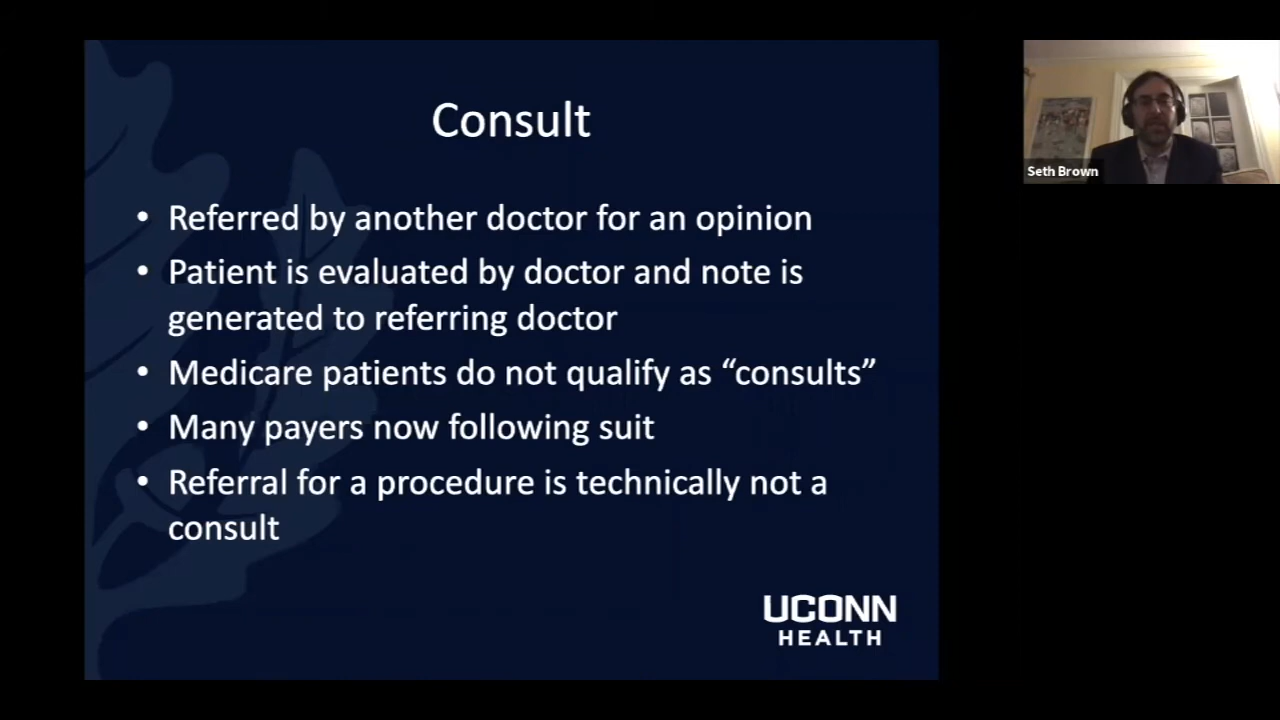 Consult
• Referred by another doctor for an opinion
• Patient is evaluated by doctor and note is
generated to referring doctor
• Medicare patients do not qualify as “consults”
• Many payers now following suit
• Referral for a procedure is technically not a
consult
UCONN
HEALTH
Seth Brown